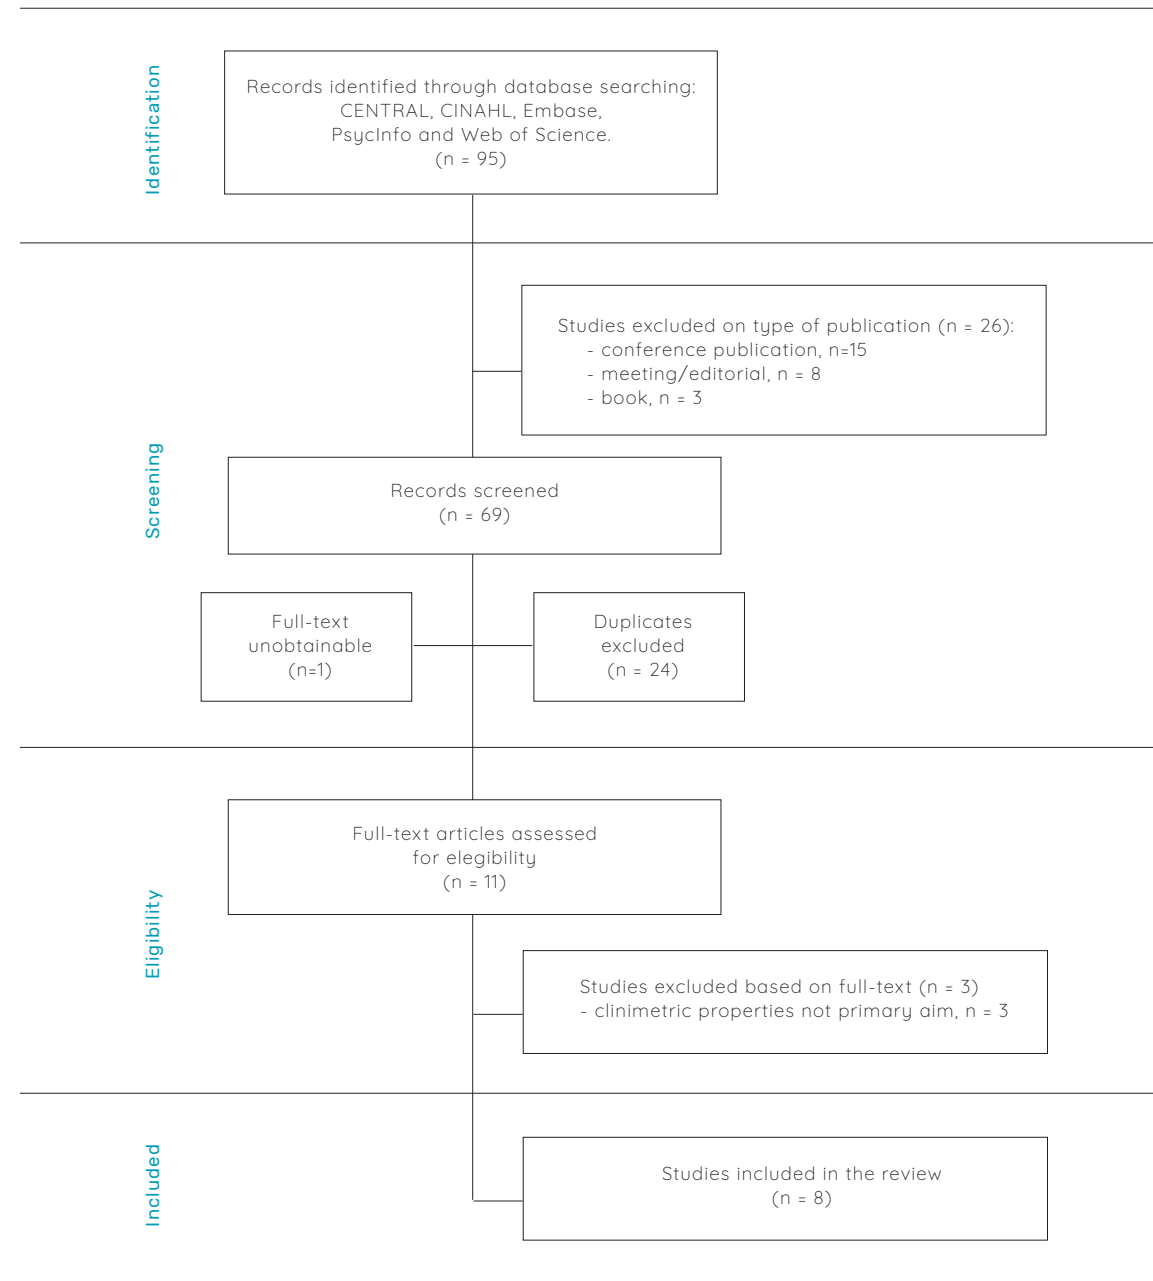 Identification
Records identified through database searching:
CENTRAL, CINAHL, Embase,
PsycInfo and Web of Science.
(n = 95)
Screening
Studies excluded on type of publication (n = 26):
- conference publication, n=15
- meeting/editorial, n = 8
- book, n = 3
Records screened
(n = 69)
Full-text
unobtainable
(n=1)
Duplicates
excluded
(n = 24)
Eligibility
Full-text articles assessed
for elegibility
(n = 11)
Studies excluded based on full-text (n = 3)
- clinimetric properties not primary aim, n = 3
Included
Studies included in the review
(n = 8)